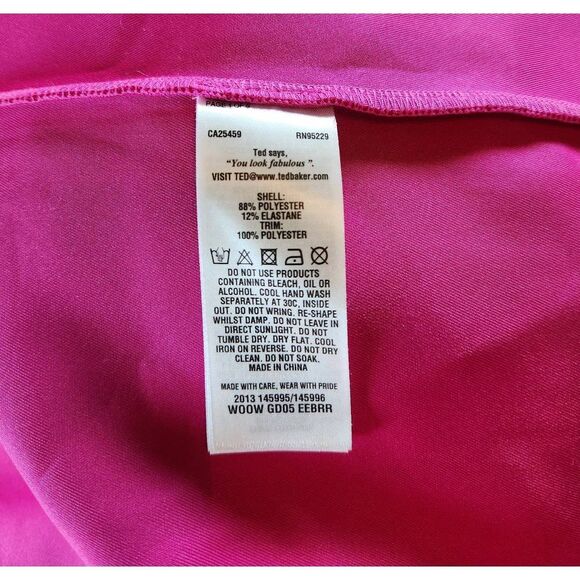 PAGE 1 OF
CA25459 RN95229
Ted says,
"You look fabulous ".
VISIT TED@www.tedbaker.com
SHELL:
88% POLYESTER
12% ELASTANE
TRIM:
100% POLYESTER
DO NOT USE PRODUCTS
CONTAINING BLEACH, OIL OR
ALCOHOL. COOL HAND WASH
SEPARATELY AT 30C, INSIDE
OUT. DO NOT WRING. RE-SHAPE
WHILST DAMP. DO NOT LEAVE IN
DIRECT SUNLIGHT. DO NOT
TUMBLE DRY. DRY FLAT. COOL
IRON ON REVERSE. DO NOT DRY
CLEAN. DO NOT SOAK.
MADE IN CHINA
MADE WITH CARE, WEAR WITH PRIDE
2013 145995/145996
WOOW GD05 EEBRR